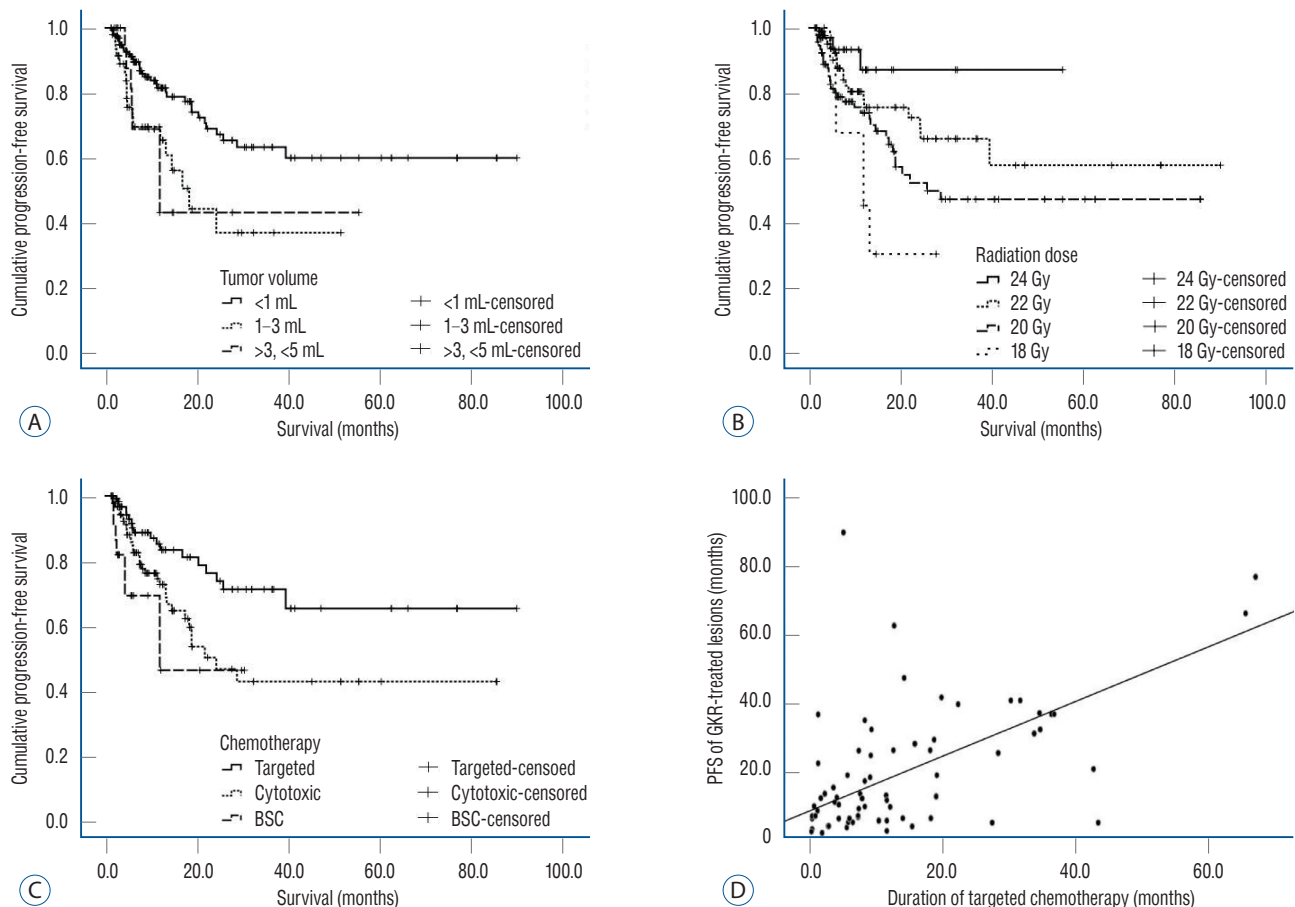 Cumulative progression-free survival
1.0
0.8
0.6
0.4
0.2
0.0
Tumor volume
<1 mL
<1 mL-censored
1–3 mL
1–3 mL-censored
>3, <5 mL
>3, <5 mL-censored
0.0 20.0 40.0 60.0 80.0 100.0
Survival (months)
A
Cumulative progression-free survival
1.0
0.8
0.6
0.4
0.2
0.0
Radiation dose
24 Gy
24 Gy-censored
22 Gy
22 Gy-censored
20 Gy
20 Gy-censored
18 Gy
18 Gy-censored
0.0 20.0 40.0 60.0 80.0 100.0
Survival (months)
B
Cumulative progression-free survival
1.0
0.8
0.6
0.4
0.2
0.0
Chemotherapy
Targeted
Targeted-censoed
Cytotoxic
Cytotoxic-censored
BSC
BSC-censored
0.0 20.0 40.0 60.0 80.0 100.0
Survival (months)
C
PFS of GKR-treated lesions (months)
100.0
80.0
60.0
40.0
20.0
0
0.0 20.0 40.0 60.0
Duration of targeted chemotherapy (months)
D